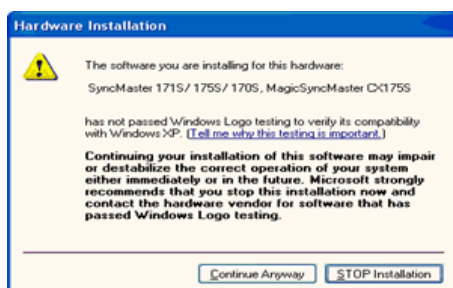 Hardware Installation
The software you are installing for this hardware:
SyncMaster 171S/ 175S/ 170S, MagicSyncMaster CX175S
has not passed Windows Logo testing to verify its compatibility
with Windows XP. (Tell me why this testing is important.)
Continuing your installation of this software may impair
or destabilize the correct operation of your system
either immediately or in the future. Microsoft strongly
recommends that you stop this installation now and
contact the hardware vendor for software that has
passed Windows Logo testing.
Continue Anyway STOP Installation